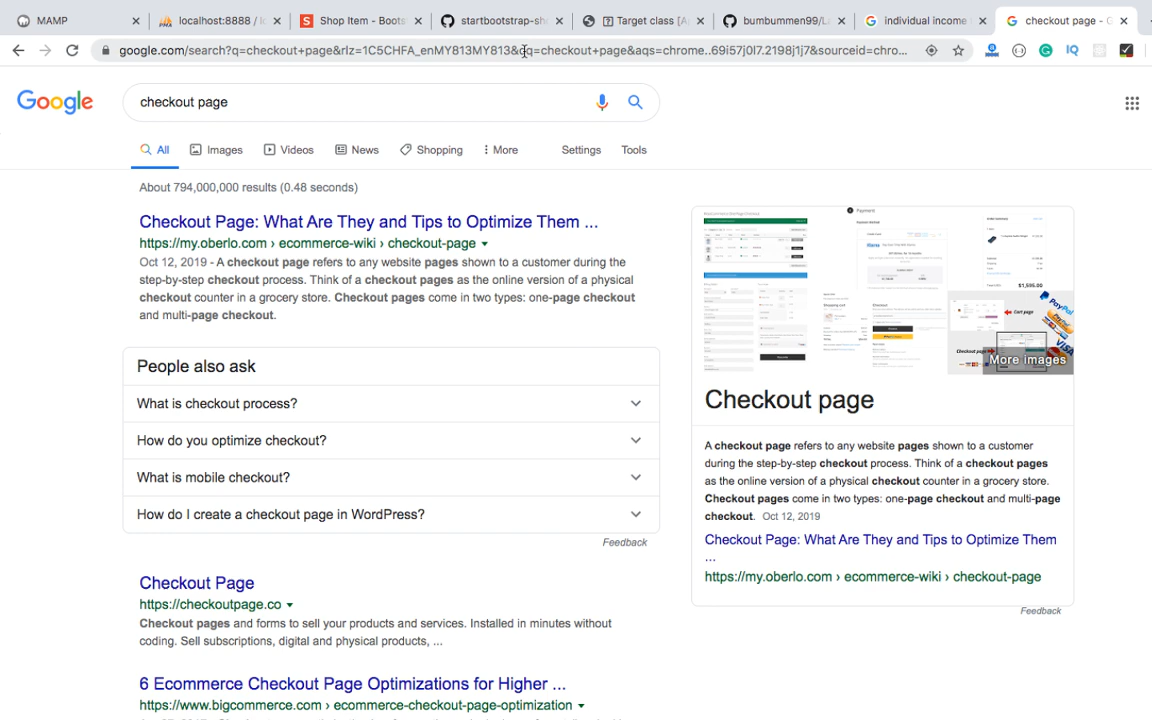 MAMP
localhost:8888 / lo
Shop Item - Boots
startbootstrap-sh
? Target class [A
bumbummen99/La
individual income
checkout page - G
google.com/search?q=checkout+page&rlz=1C5CHFA_enMY813MY813&oq=checkout+page&aqs=chrome..69i57j0l7.2198j1j7&sourceid=chro...
Google
checkout page
All
Images
Videos
News
Shopping
More
Settings
Tools
About 794,000,000 results (0.48 seconds)
Checkout Page: What Are They and Tips to Optimize Them ...
https://my.oberlo.com › ecommerce-wiki › checkout-page
Oct 12, 2019 - A checkout page refers to any website pages shown to a customer during the
step-by-step checkout process. Think of a checkout pages as the online version of a physical
checkout counter in a grocery store. Checkout pages come in two types: one-page checkout
and multi-page checkout.
People also ask
What is checkout process?
How do you optimize checkout?
What is mobile checkout?
How do I create a checkout page in WordPress?
Feedback
Checkout Page
https://checkoutpage.co
Checkout pages and forms to sell your products and services. Installed in minutes without
coding. Sell subscriptions, digital and physical products, ...
6 Ecommerce Checkout Page Optimizations for Higher ...
https://www.bigcommerce.com › ecommerce-checkout-page-optimization
Payment
$1,595.00
Cart page
PayPal
VISA
More images
Checkout page
A checkout page refers to any website pages shown to a customer
during the step-by-step checkout process. Think of a checkout pages
as the online version of a physical checkout counter in a grocery store.
Checkout pages come in two types: one-page checkout and multi-page
checkout. Oct 12, 2019
Checkout Page: What Are They and Tips to Optimize Them
...
https://my.oberlo.com › ecommerce-wiki › checkout-page
Feedback